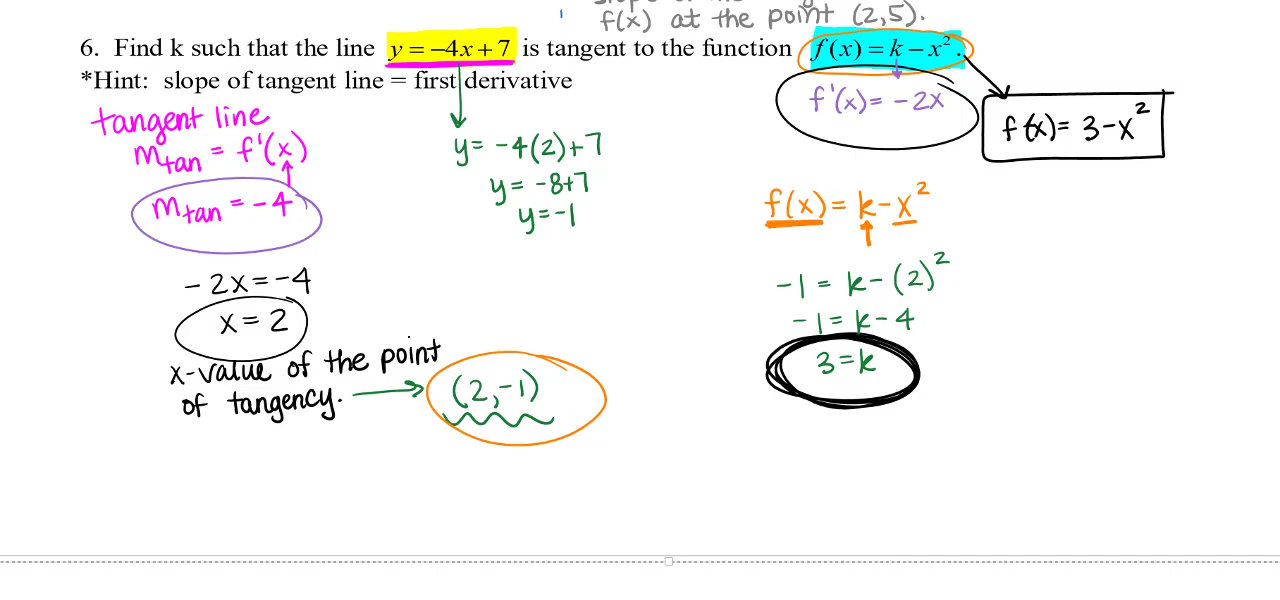 f(x) at the point (2,5).
6. Find k such that the line y = −4x + 7 is tangent to the function f(x) = k − x².
*Hint: slope of tangent line = first derivative
f'(x) = -2x
f(x) = 3-x²
tangent line
m_tan = f'(x)
m_tan = -4
y = -4(2)+7
y = -8+7
y = -1
f(x) = k-x²
-2x = -4
x = 2
-1 = k-(2)²
-1 = k-4
3 = k
x-value of the point
of tangency.
(2,-1)